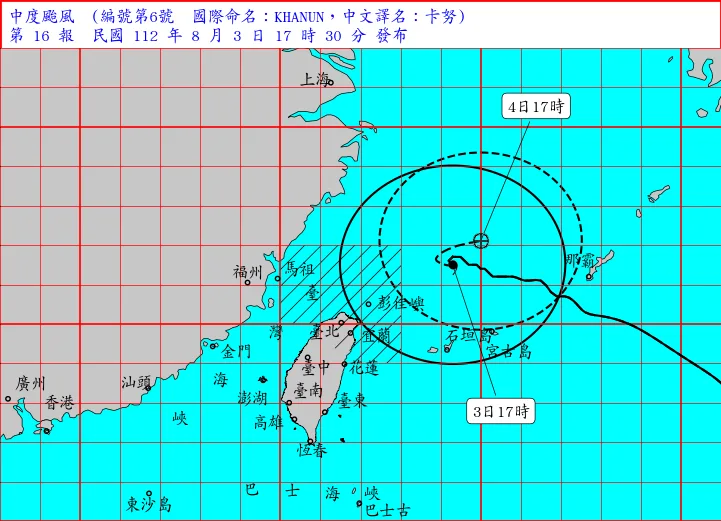 中度颱風 (編號第6號 國際命名：KHANUN，中文譯名：卡努)
第 16 報 民國 112 年 8 月 3 日 17 時 30 分 發布
上海
4日17時
那霸
福州
馬祖
臺
彭佳嶼
灣
臺北
宜蘭
石垣島
宮古島
金門
臺中
花蓮
廣州
汕頭
海
臺南
香港
澎湖
臺東
3日17時
峽
高雄
恆春
巴士海峽
東沙島
巴士古